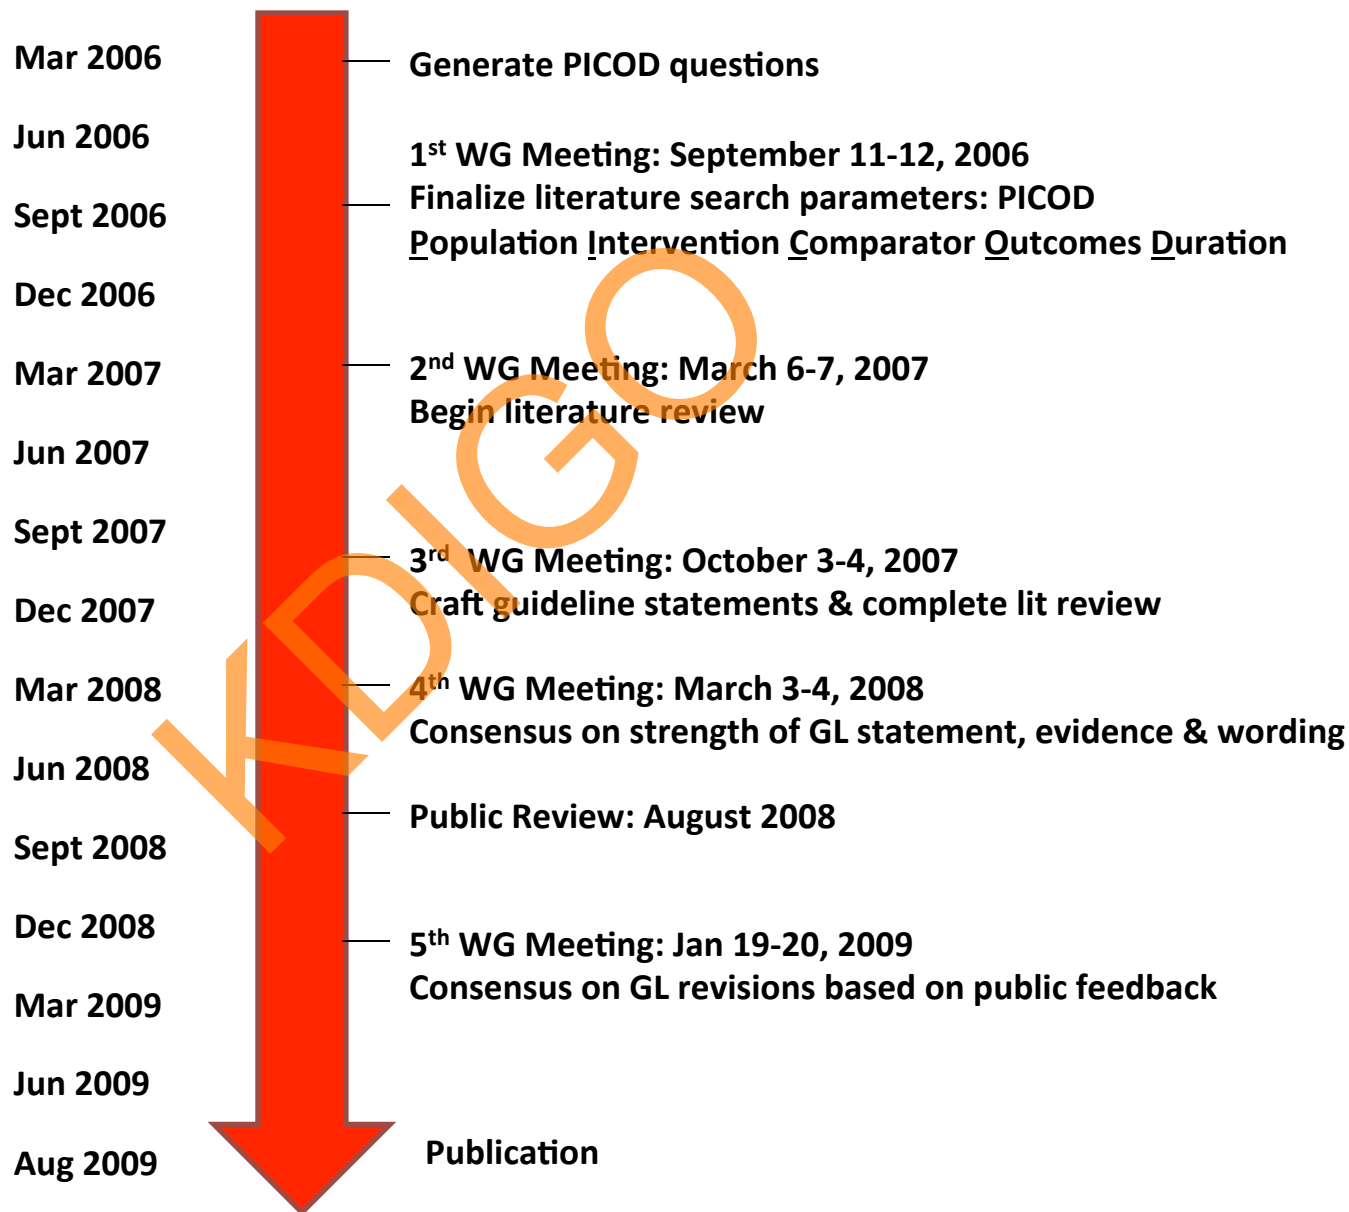 Mar 2006
Generate PICOD questions
Jun 2006
1st WG Meeting: September 11-12, 2006
Finalize literature search parameters: PICOD
Sept 2006
Population Intervention Comparator Outcomes Duration
Dec 2006
Mar 2007
2nd WG Meeting: March 6-7, 2007
Begin literature review
Jun 2007
Sept 2007
3rd WG Meeting: October 3-4, 2007
Craft guideline statements & complete lit review
Dec 2007
Mar 2008
4th WG Meeting: March 3-4, 2008
Consensus on strength of GL statement, evidence & wording
Jun 2008
Public Review: August 2008
Sept 2008
Dec 2008
5th WG Meeting: Jan 19-20, 2009
Consensus on GL revisions based on public feedback
Mar 2009
Jun 2009
Publication
Aug 2009
KDIGO